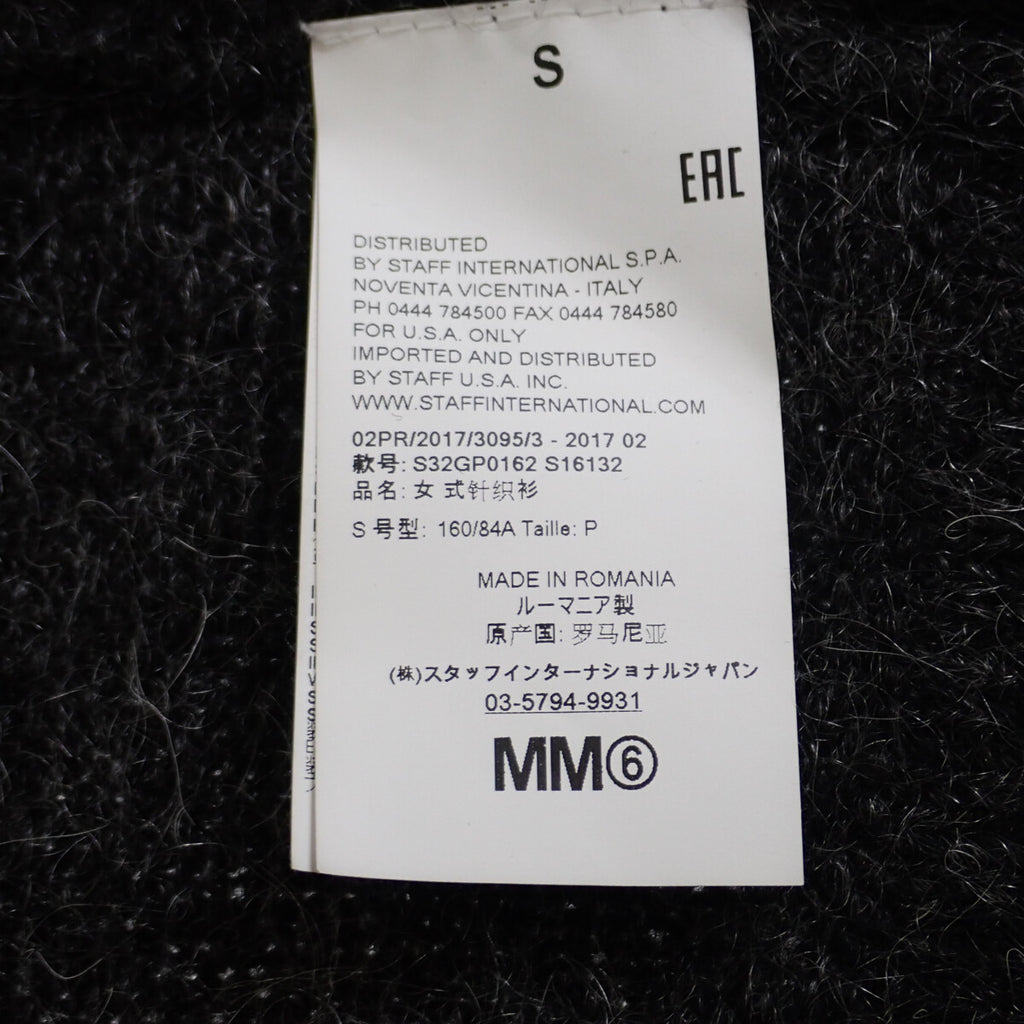 S
EAC
DISTRIBUTED
BY STAFF INTERNATIONAL S.P.A.
NOVENTA VICENTINA - ITALY
PH 0444 784500 FAX 0444 784580
FOR U.S.A. ONLY
IMPORTED AND DISTRIBUTED
BY STAFF U.S.A. INC.
WWW.STAFFINTERNATIONAL.COM
02PR/2017/3095/3 - 2017 02
款号: S32GP0162 S16132
品名: 女 式针织衫
S 号型: 160/84A Taille: P
MADE IN ROMANIA
ルーマニア製
原产国: 罗马尼亚
(株)スタッフインターナショナルジャパン
03-5794-9931
MM⑥